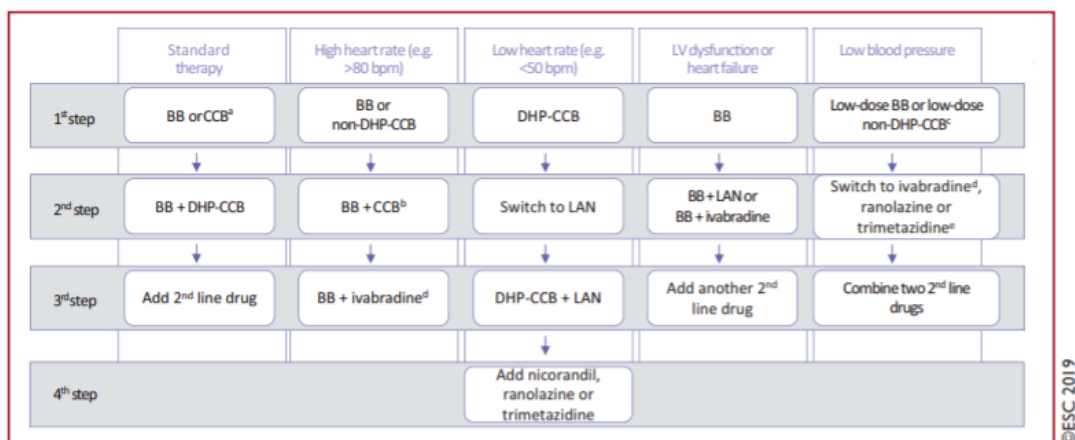 Standard
therapy
High heart rate (e.g.
>80 bpm)
Low heart rate (e.g.
<50 bpm)
LV dysfunction or
heart failure
Low blood pressure
1st step
BB or CCBa
BB or
non-DHP-CCB
DHP-CCB
BB
Low-dose BB or low-dose
non-DHP-CCBc
2nd step
BB + DHP-CCB
BB + CCBb
Switch to LAN
BB + LAN or
BB + ivabradine
Switch to ivabradined,
ranolazine or
trimetazidinee
3rd step
Add 2nd line drug
BB + ivabradined
DHP-CCB + LAN
Add another 2nd
line drug
Combine two 2nd line
drugs
4th step
Add nicorandil,
ranolazine or
trimetazidine
©ESC 2019